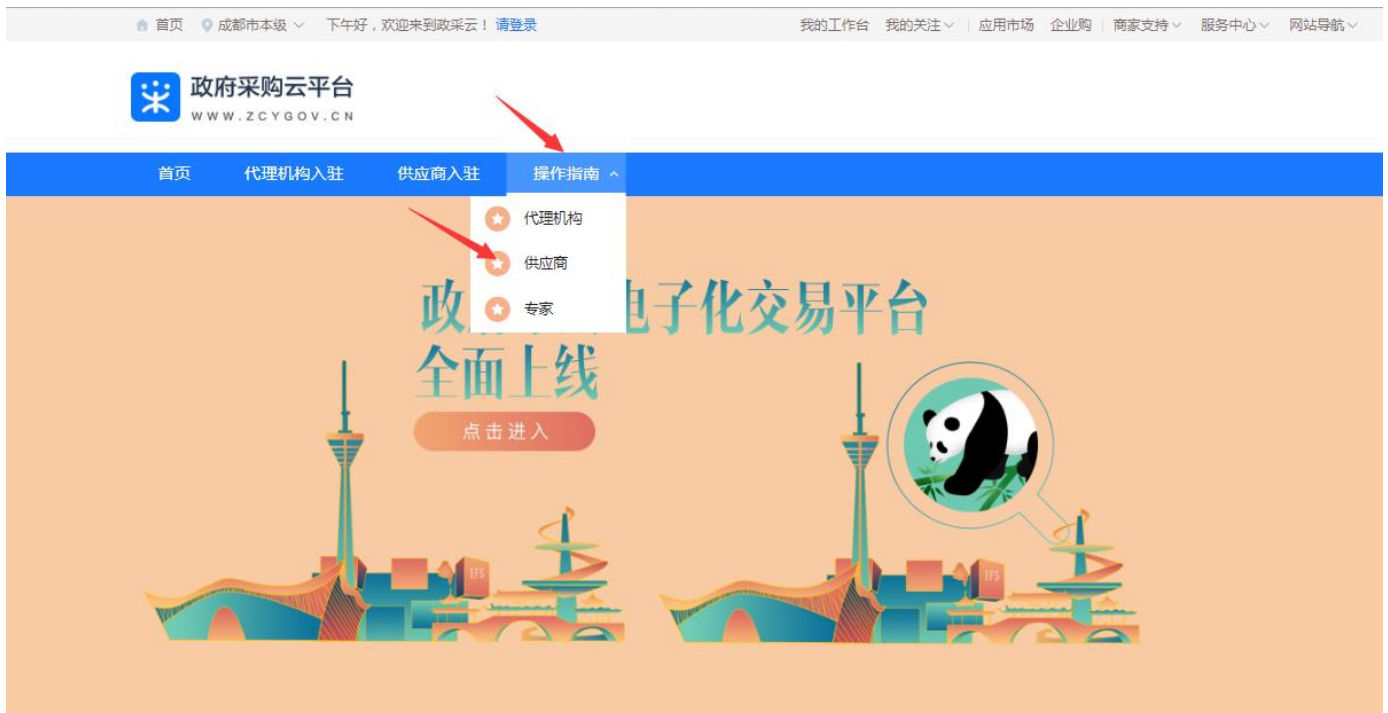 首页 成都市本级 下午好，欢迎来到政采云！请登录 我的工作台 我的关注 应用市场 企业购 商家支持 服务中心 网站导航
政府采购云平台
WWW.ZCYGOV.CN
首页 代理机构入驻 供应商入驻 操作指南
代理机构
供应商
专家
政 子化交易平台
全面上线
点击进入
IFS IFS